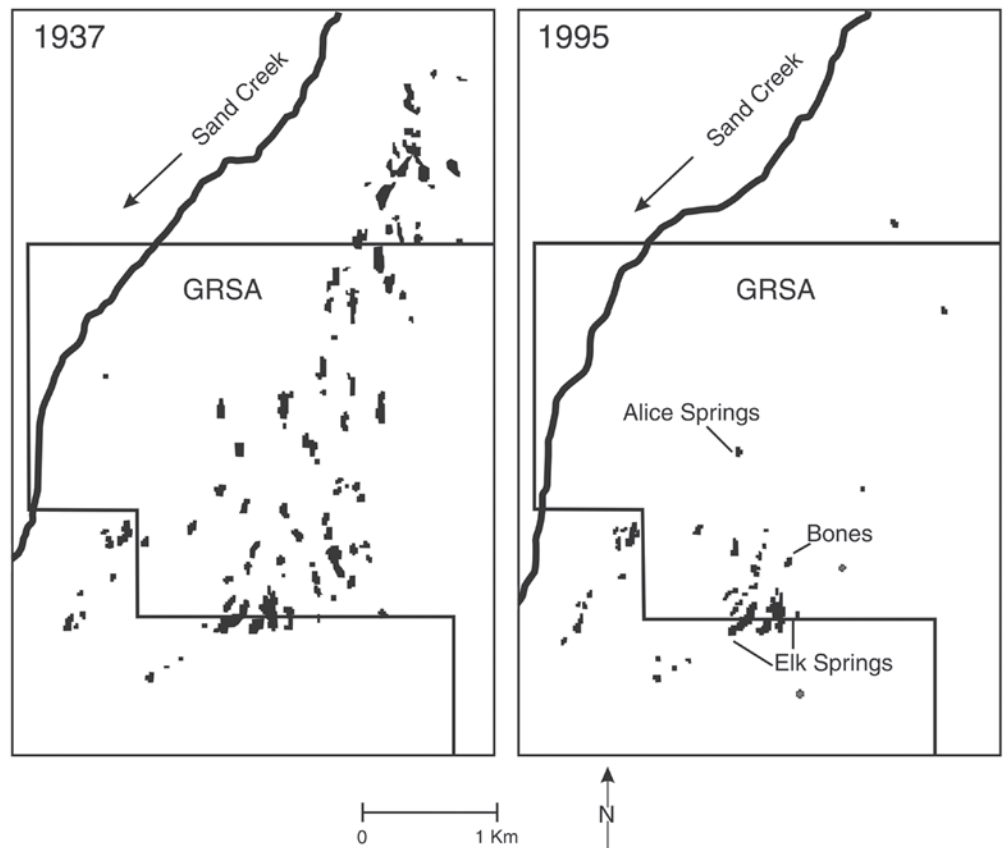 1937
Sand Creek
GRSA
1995
Sand Creek
GRSA
Alice Springs
Bones
Elk Springs
0
1 Km
N